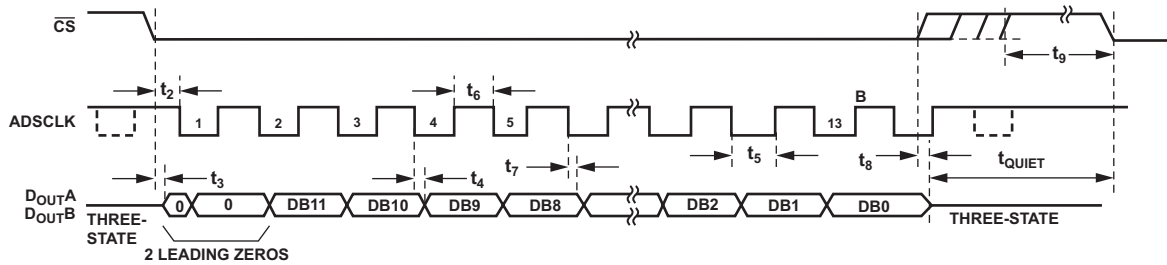 CS
t9
t2
t6
B
ADSCLK
1
2
3
4
5
13
t3
t4
t7
t5
t8
tQUIET
DOUTA
DOUTB
0
0
DB11
DB10
DB9
DB8
DB2
DB1
DB0
THREE-
STATE
THREE-STATE
2 LEADING ZEROS